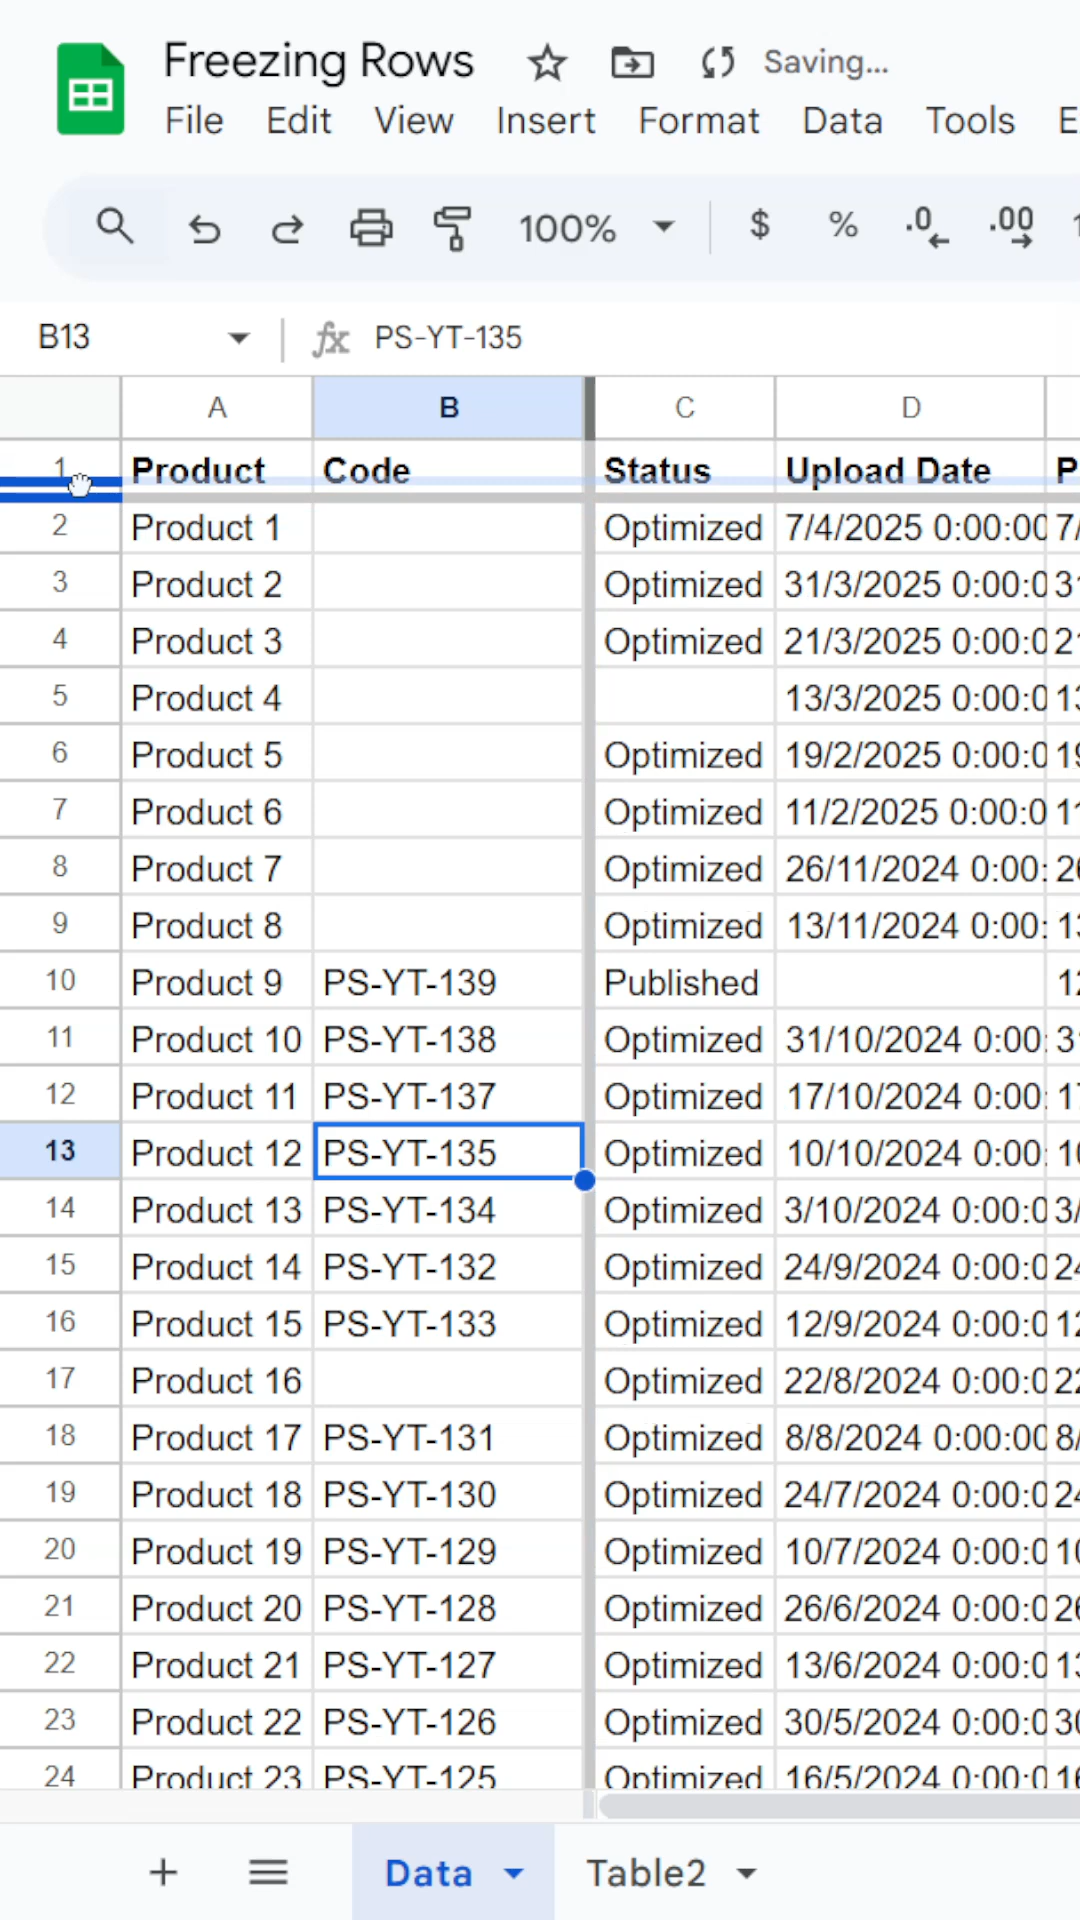 Freezing Rows Saving...
File Edit View Insert Format Data Tools E
100% $ % .0 .00 1
B13 fx PS-YT-135
A B C D
1 Product Code Status Upload Date P
2 Product 1 Optimized 7/4/2025 0:00:00 7/
3 Product 2 Optimized 31/3/2025 0:00:0 31
4 Product 3 Optimized 21/3/2025 0:00:0 21
5 Product 4 13/3/2025 0:00:0 13
6 Product 5 Optimized 19/2/2025 0:00:0 19
7 Product 6 Optimized 11/2/2025 0:00:0 11
8 Product 7 Optimized 26/11/2024 0:00: 26
9 Product 8 Optimized 13/11/2024 0:00: 13
10 Product 9 PS-YT-139 Published 12
11 Product 10 PS-YT-138 Optimized 31/10/2024 0:00: 31
12 Product 11 PS-YT-137 Optimized 17/10/2024 0:00: 17
13 Product 12 PS-YT-135 Optimized 10/10/2024 0:00: 10
14 Product 13 PS-YT-134 Optimized 3/10/2024 0:00:0 3/
15 Product 14 PS-YT-132 Optimized 24/9/2024 0:00:0 24
16 Product 15 PS-YT-133 Optimized 12/9/2024 0:00:0 12
17 Product 16 Optimized 22/8/2024 0:00:0 22
18 Product 17 PS-YT-131 Optimized 8/8/2024 0:00:00 8/
19 Product 18 PS-YT-130 Optimized 24/7/2024 0:00:0 24
20 Product 19 PS-YT-129 Optimized 10/7/2024 0:00:0 10
21 Product 20 PS-YT-128 Optimized 26/6/2024 0:00:0 26
22 Product 21 PS-YT-127 Optimized 13/6/2024 0:00:0 13
23 Product 22 PS-YT-126 Optimized 30/5/2024 0:00:0 30
24 Product 23 PS-YT-125 Optimized 16/5/2024 0:00:0 16
Data Table2